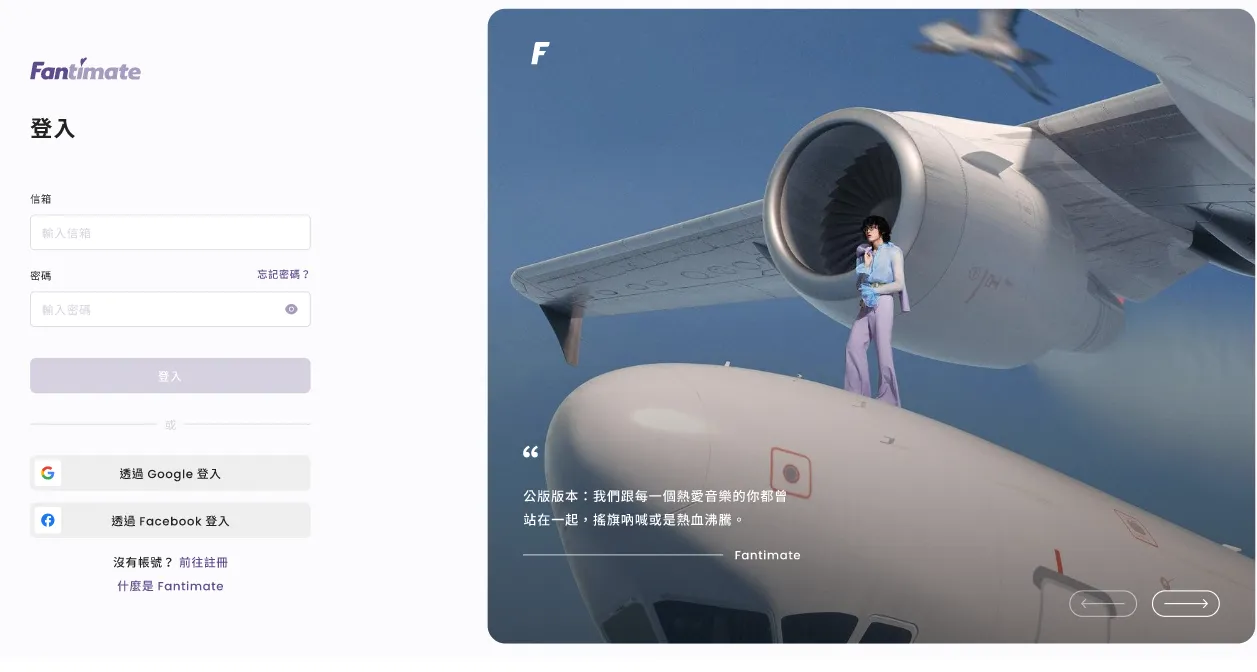 Fantimate
登入
信箱
輸入信箱
密碼
忘記密碼？
輸入密碼
登入
或
透過 Google 登入
透過 Facebook 登入
沒有帳號？ 前往註冊
什麼是 Fantimate
F
“
公版版本：我們跟每一個熱愛音樂的你都曾
站在一起，搖旗吶喊或是熱血沸騰。
Fantimate